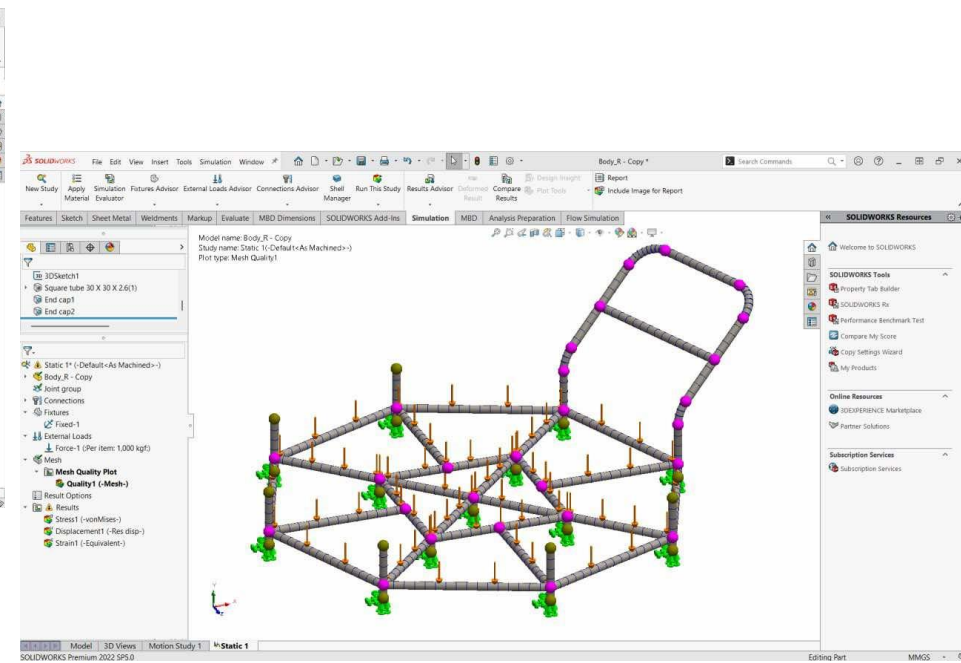 SOLIDWORKS File Edit View Insert Tools Simulation Window Body_R - Copy * Search Commands
New Study Apply Material Simulation Evaluator Fixtures Advisor External Loads Advisor Connections Advisor Shell Manager Run This Study Results Advisor Deformed Result Compare Results Design Insight Plot Tools Report Include Image for Report
Features Sketch Sheet Metal Weldments Markup Evaluate MBD Dimensions SOLIDWORKS Add-Ins Simulation MBD Analysis Preparation Flow Simulation
Model name: Body_R - Copy
Study name: Static 1(-Default<As Machined>-)
Plot type: Mesh Quality1
3DSketch1
Square tube 30 X 30 X 2.6(1)
End cap1
End cap2
Static 1* (-Default<As Machined>-)
Body_R - Copy
Joint group
Connections
Fixtures
Fixed-1
External Loads
Force-1 (:Per item: 1,000 kgf:)
Mesh
Mesh Quality Plot
Quality1 (-Mesh-)
Result Options
Results
Stress1 (-vonMises-)
Displacement1 (-Res disp-)
Strain1 (-Equivalent-)
SOLIDWORKS Resources
Welcome to SOLIDWORKS
SOLIDWORKS Tools
Property Tab Builder
SOLIDWORKS Rx
Performance Benchmark Test
Compare My Score
Copy Settings Wizard
My Products
Online Resources
3DEXPERIENCE Marketplace
Partner Solutions
Subscription Services
Subscription Services
Model 3D Views Motion Study 1 Static 1
SOLIDWORKS Premium 2022 SP5.0 Editing Part MMGS